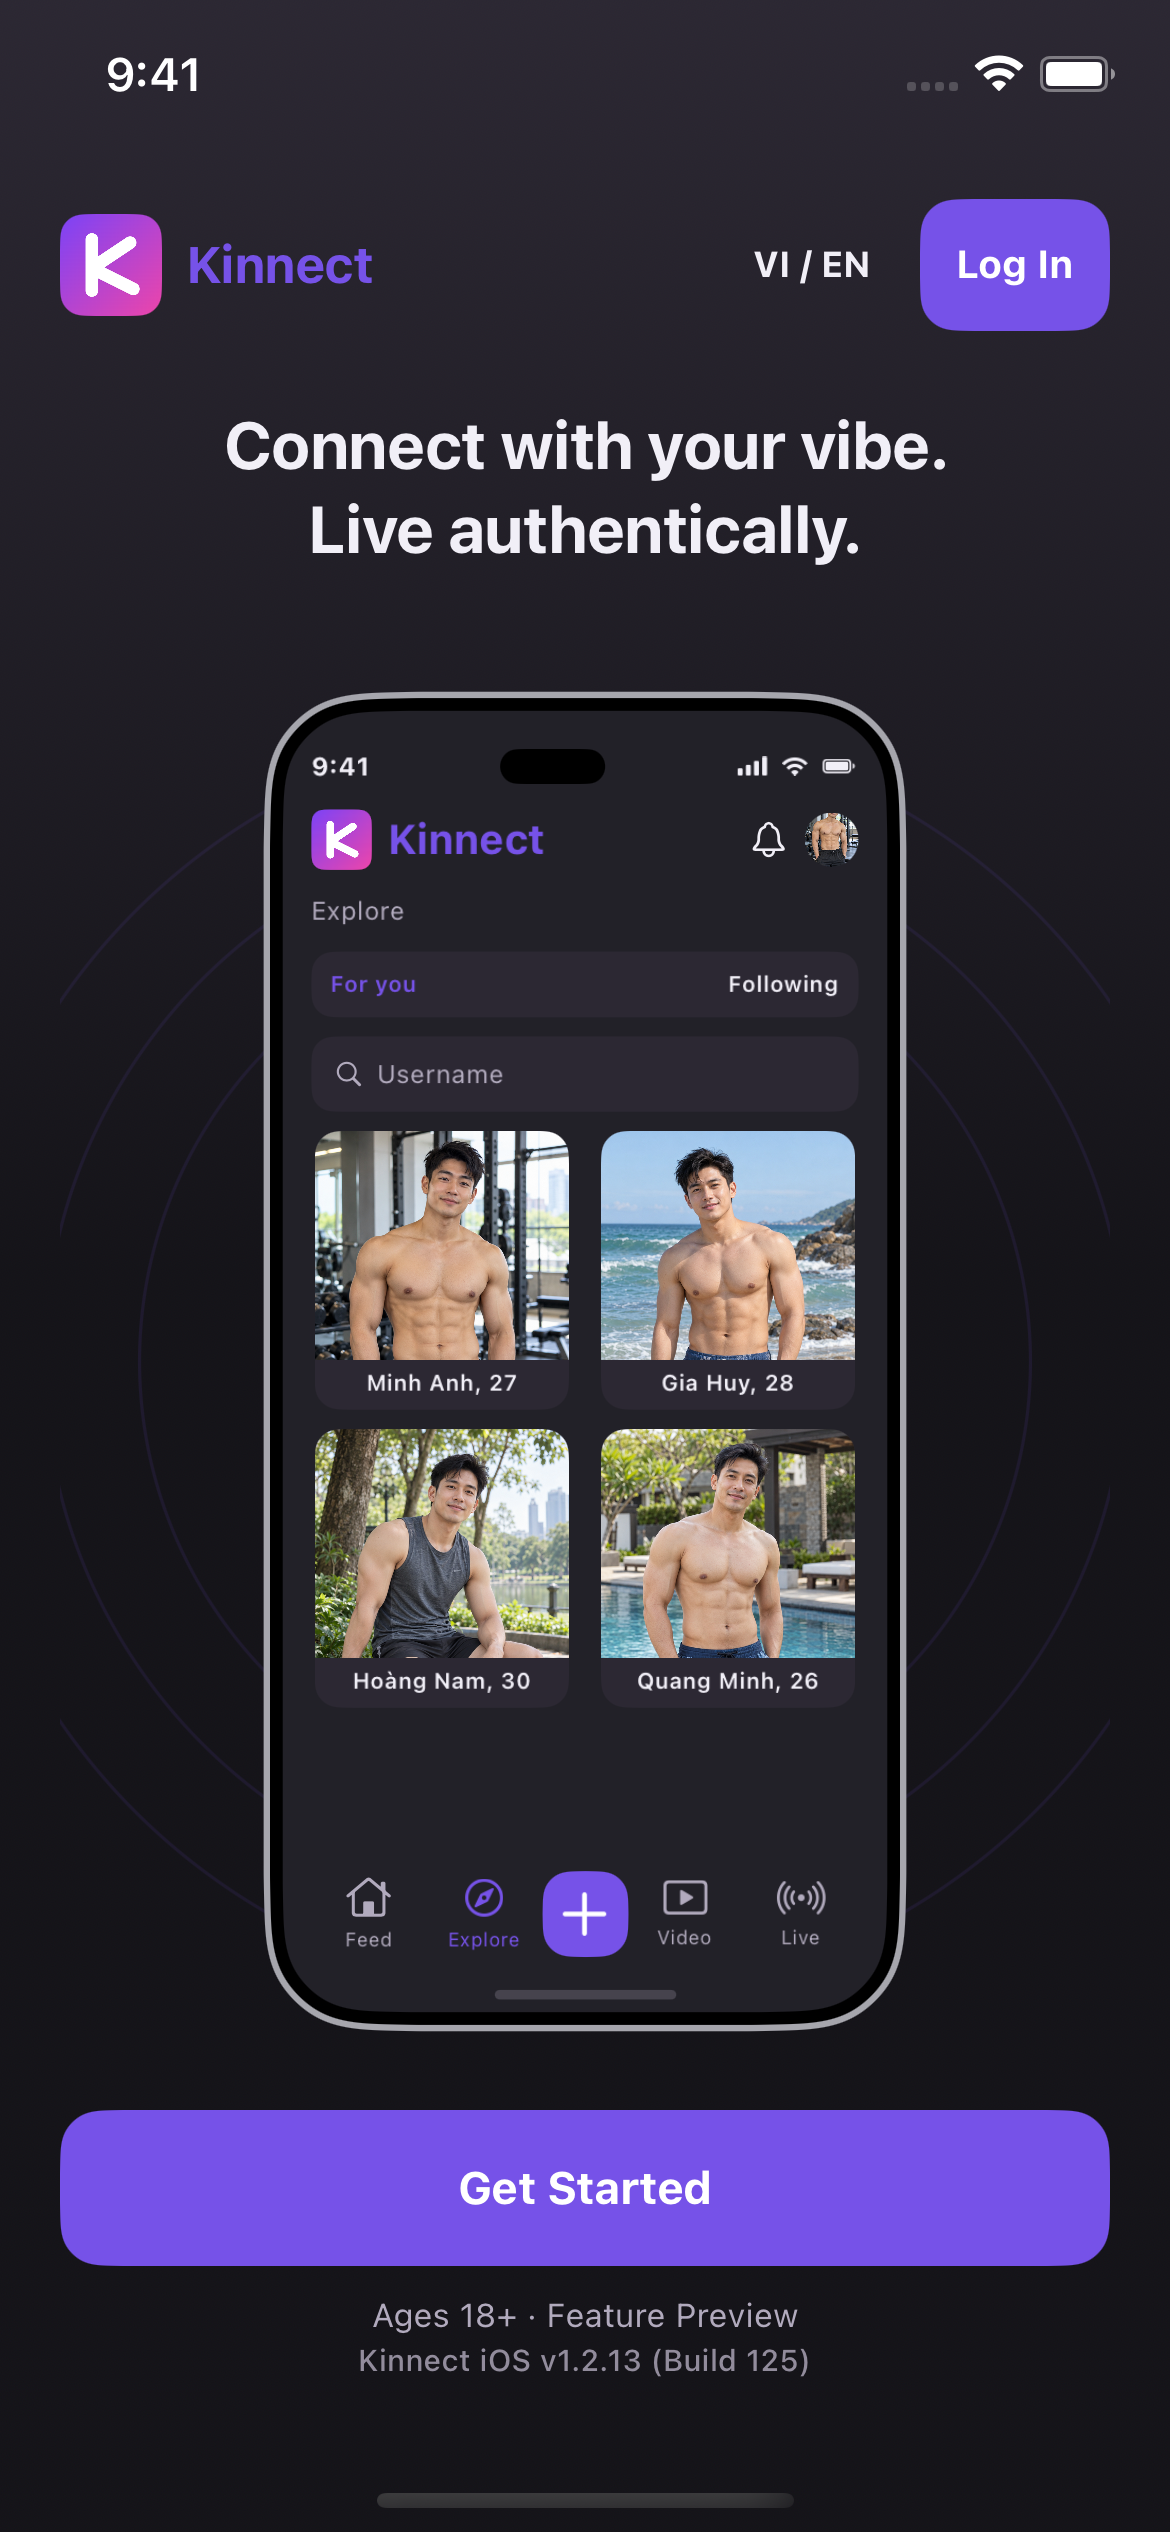 9:41
Kinnect
VI / EN
Log In
Connect with your vibe.
Live authentically.
9:41
Kinnect
Explore
For you
Following
Username
Minh Anh, 27
Gia Huy, 28
Hoàng Nam, 30
Quang Minh, 26
Feed
Explore
Video
Live
Get Started
Ages 18+ · Feature Preview
Kinnect iOS v1.2.13 (Build 125)